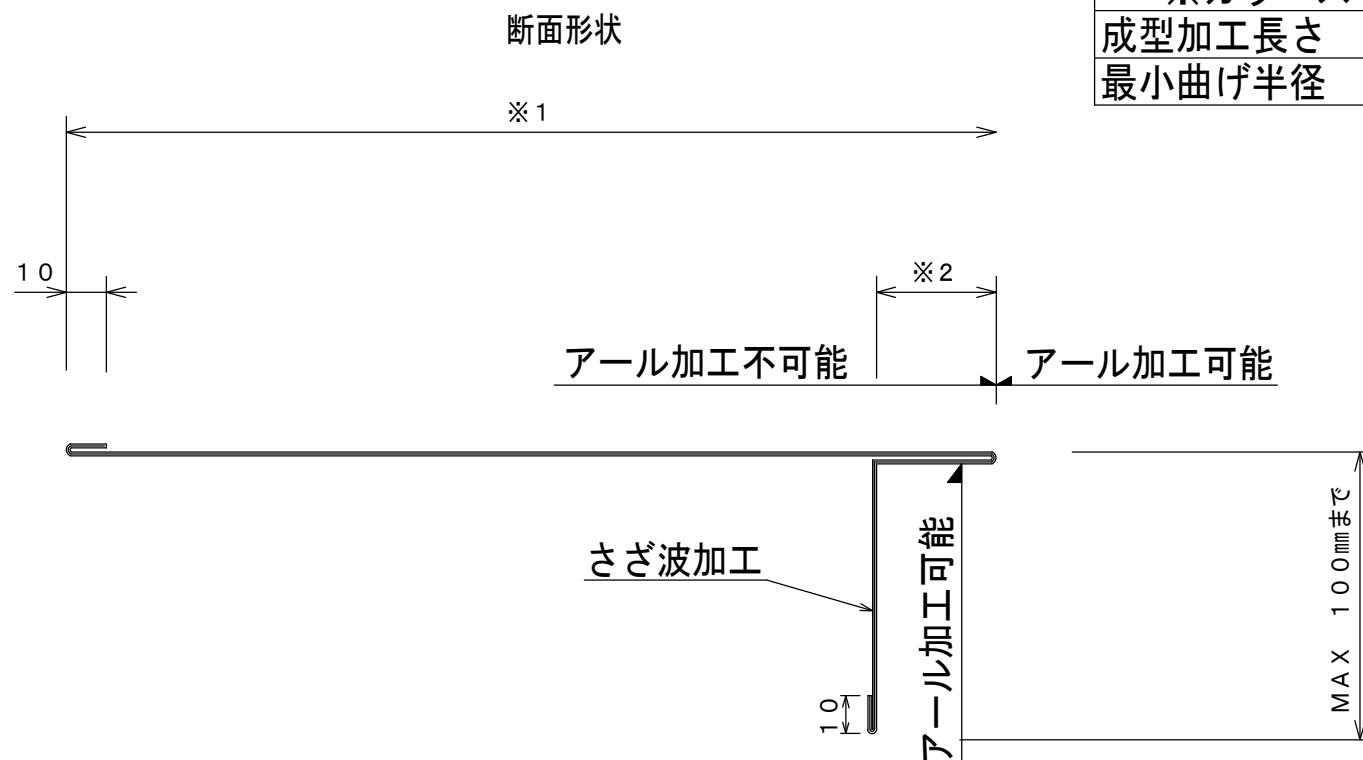 断面形状
成型加工長さ
最小曲げ半径
※1
10
※2
アール加工不可能
アール加工可能
さざ波加工
アール加工可能
10
MAX 100mmまで